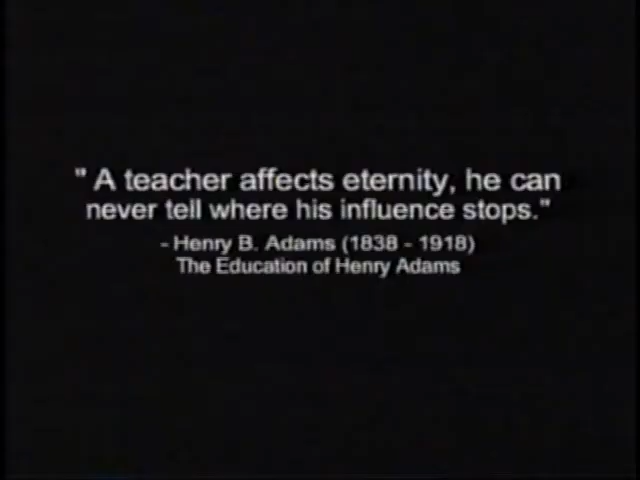 " A teacher affects eternity, he can
never tell where his influence stops."
- Henry B. Adams (1838 - 1918)
The Education of Henry Adams